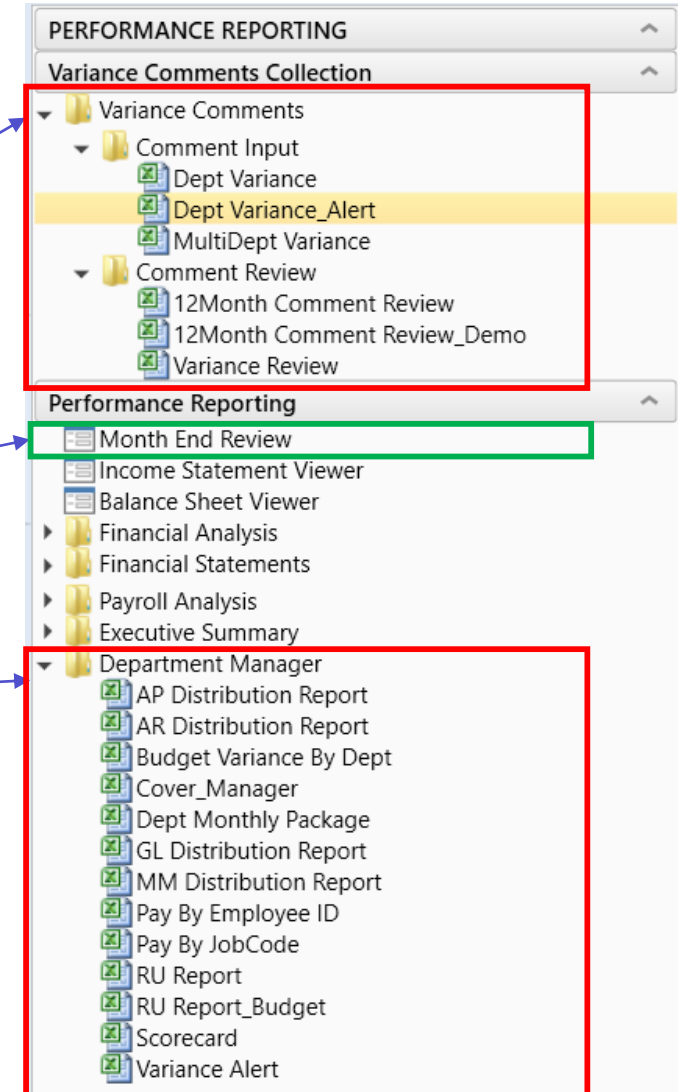 PERFORMANCE REPORTING
Variance Comments Collection
Variance Comments
Comment Input
Dept Variance
Dept Variance_Alert
MultiDept Variance
Comment Review
12Month Comment Review
12Month Comment Review_Demo
Variance Review
Performance Reporting
Month End Review
Income Statement Viewer
Balance Sheet Viewer
Financial Analysis
Financial Statements
Payroll Analysis
Executive Summary
Department Manager
AP Distribution Report
AR Distribution Report
Budget Variance By Dept
Cover_Manager
Dept Monthly Package
GL Distribution Report
MM Distribution Report
Pay By Employee ID
Pay By JobCode
RU Report
RU Report_Budget
Scorecard
Variance Alert